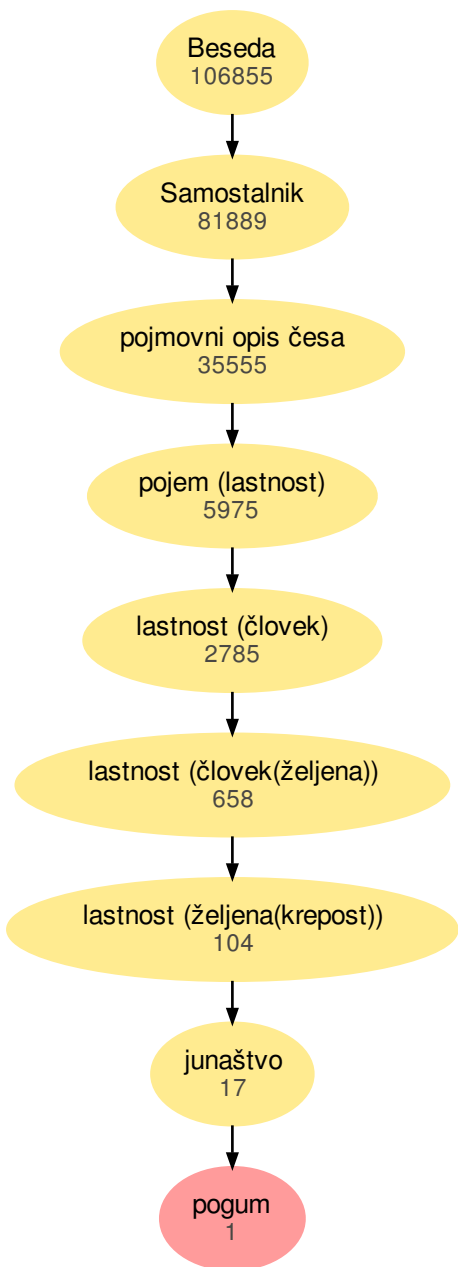 Beseda
106855
Samostalnik
81889
pojmovni opis česa
35555
pojem (lastnost)
5975
lastnost (človek)
2785
lastnost (človek(željena))
658
lastnost (željena(krepost))
104
junaštvo
17
pogum
1